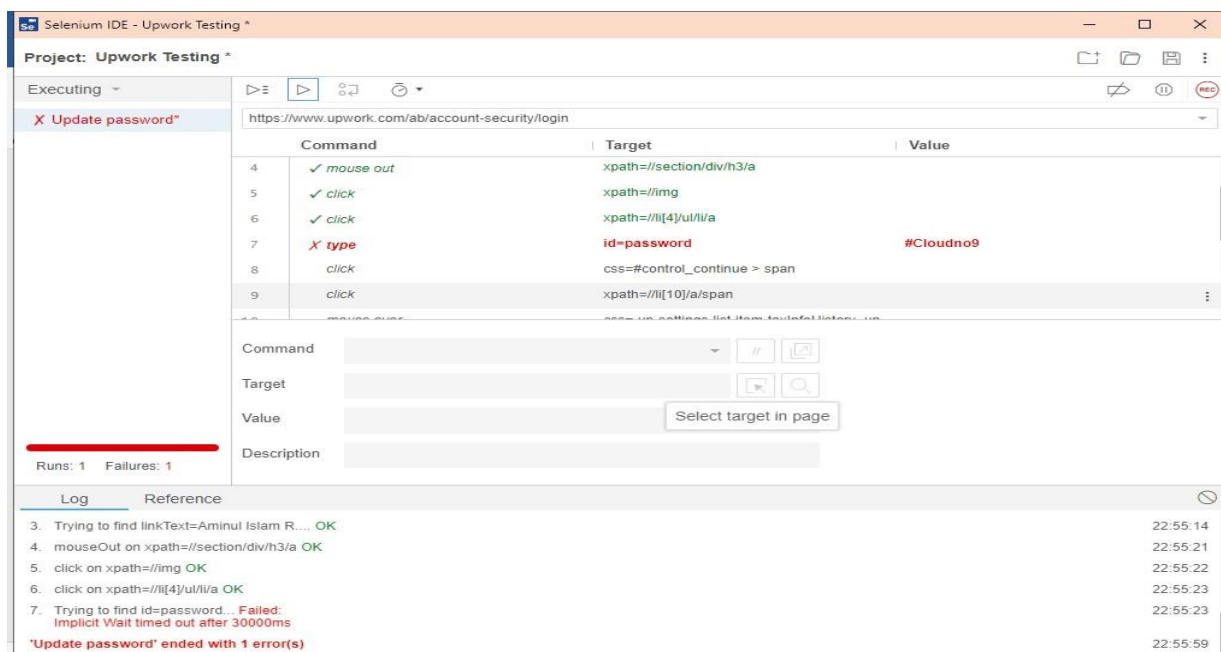 Selenium IDE - Upwork Testing *
Project: Upwork Testing *
Executing
REC
X Update password*
https://www.upwork.com/ab/account-security/login
Command Target Value
4 ✓ mouse out xpath=//section/div/h3/a
5 ✓ click xpath=//img
6 ✓ click xpath=//li[4]/ul/li/a
7 X type id=password #Cloudno9
8 click css=#control_continue > span
9 click xpath=//li[10]/a/span
Command //
Target
Select target in page
Value
Description
Runs: 1 Failures: 1
Log Reference
3. Trying to find linkText=Aminul Islam R.... OK 22:55:14
4. mouseOut on xpath=//section/div/h3/a OK 22:55:21
5. click on xpath=//img OK 22:55:22
6. click on xpath=//li[4]/ul/li/a OK 22:55:23
7. Trying to find id=password... Failed: 22:55:23
Implicit Wait timed out after 30000ms
'Update password' ended with 1 error(s) 22:55:59